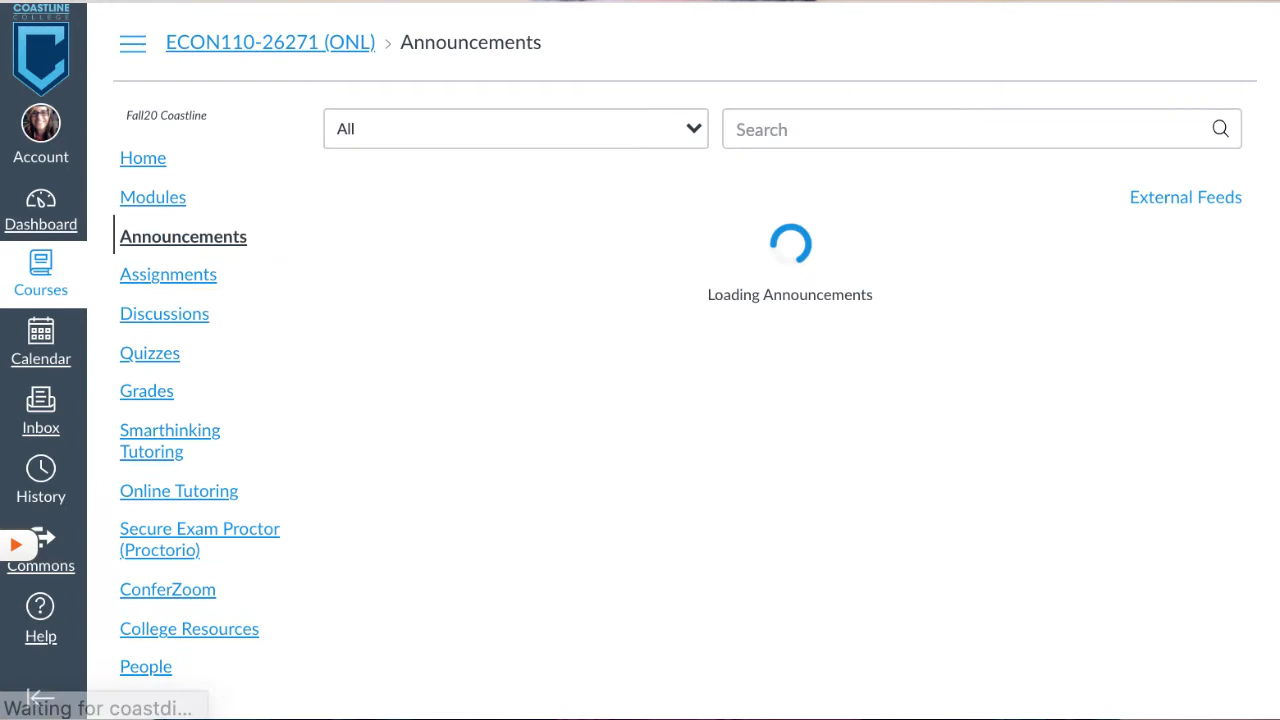 COASTLINE
COLLEGE
Account
Dashboard
Courses
Calendar
Inbox
History
Commons
Help
ECON110-26271 (ONL) › Announcements
Fall20 Coastline
Home
Modules
Announcements
Assignments
Discussions
Quizzes
Grades
Smarthinking
Tutoring
Online Tutoring
Secure Exam Proctor
(Proctorio)
ConferZoom
College Resources
People
All
Search
External Feeds
Loading Announcements
Waiting for coastdi...